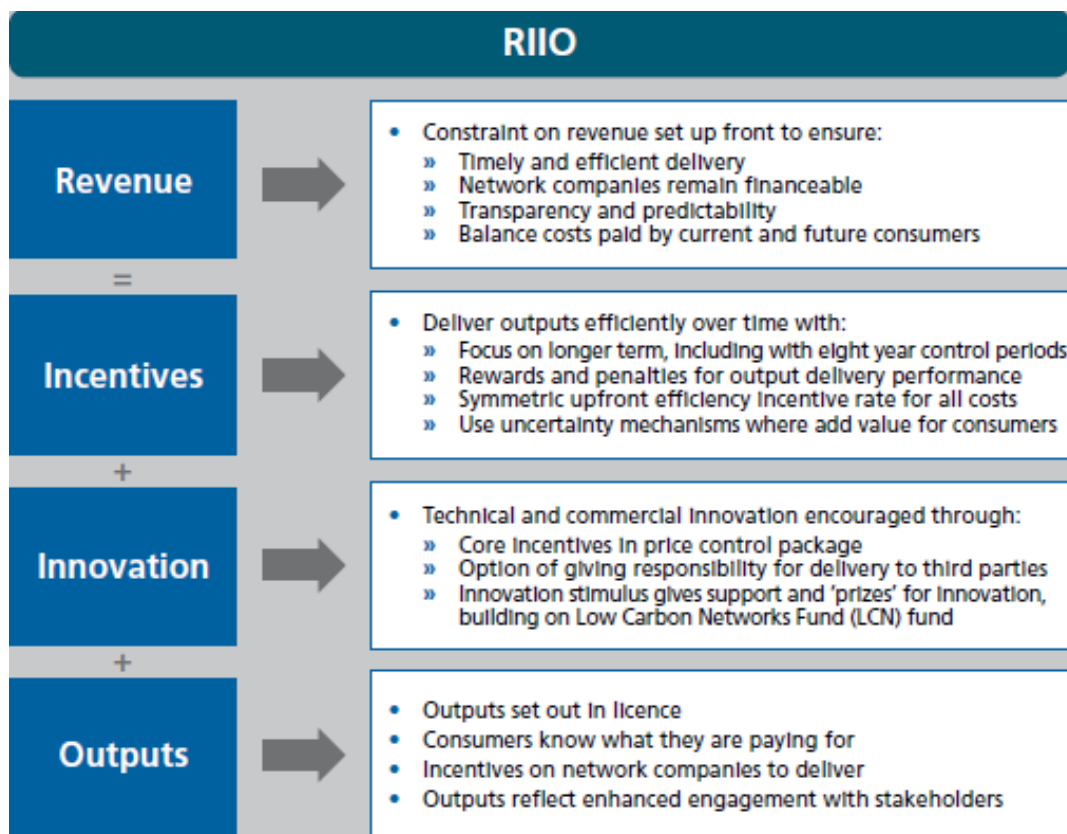 RIIO
Revenue
• Constraint on revenue set up front to ensure:
» Timely and efficient delivery
» Network companies remain financeable
» Transparency and predictability
» Balance costs paid by current and future consumers
=
Incentives
• Deliver outputs efficiently over time with:
» Focus on longer term, including with eight year control periods
» Rewards and penalties for output delivery performance
» Symmetric upfront efficiency incentive rate for all costs
» Use uncertainty mechanisms where add value for consumers
+
Innovation
• Technical and commercial innovation encouraged through:
» Core incentives in price control package
» Option of giving responsibility for delivery to third parties
» Innovation stimulus gives support and ‘prizes’ for innovation,
building on Low Carbon Networks Fund (LCN) fund
+
Outputs
• Outputs set out in licence
• Consumers know what they are paying for
• Incentives on network companies to deliver
• Outputs reflect enhanced engagement with stakeholders